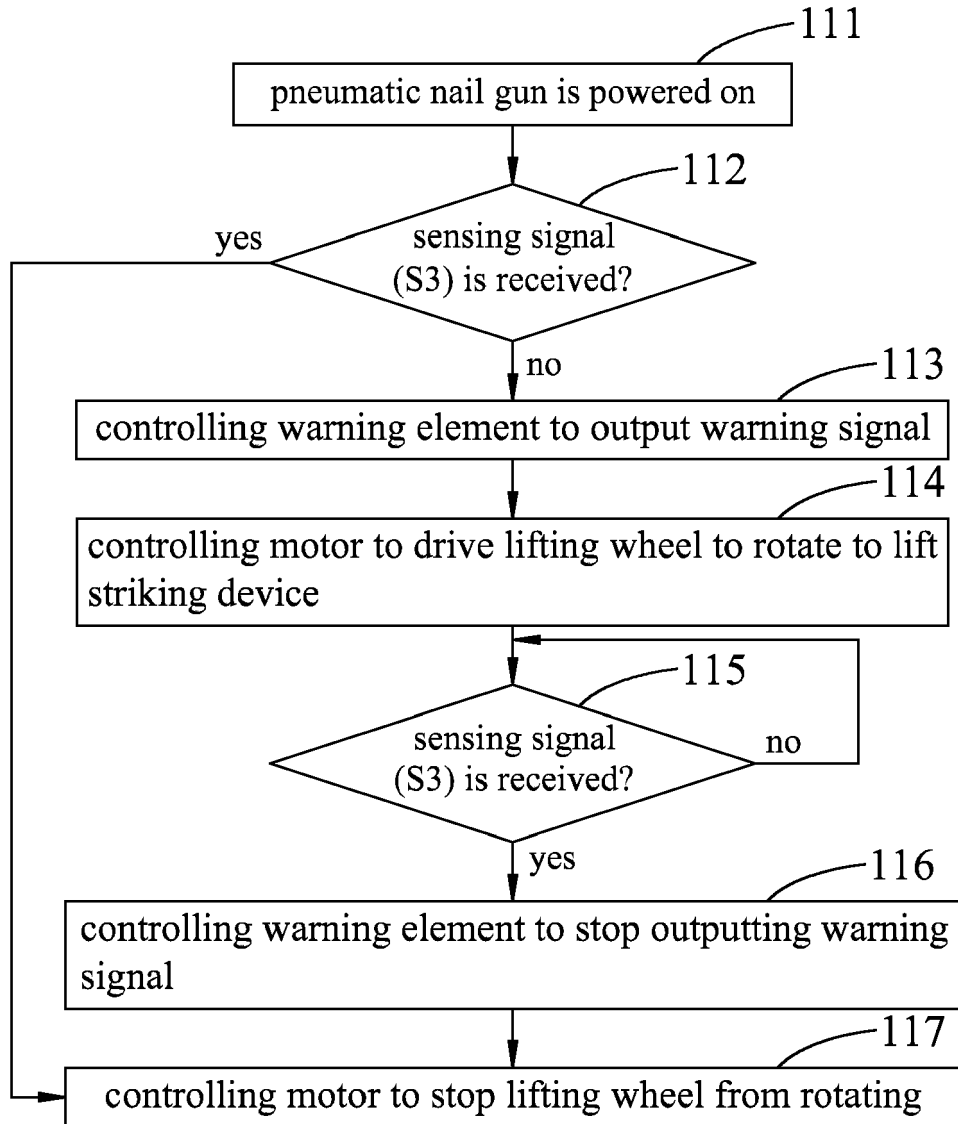 111
pneumatic nail gun is powered on
112
yes
sensing signal
(S3) is received?
no
113
controlling warning element to output warning signal
114
controlling motor to drive lifting wheel to rotate to lift
striking device
115
sensing signal
(S3) is received?
no
yes
116
controlling warning element to stop outputting warning
signal
117
controlling motor to stop lifting wheel from rotating